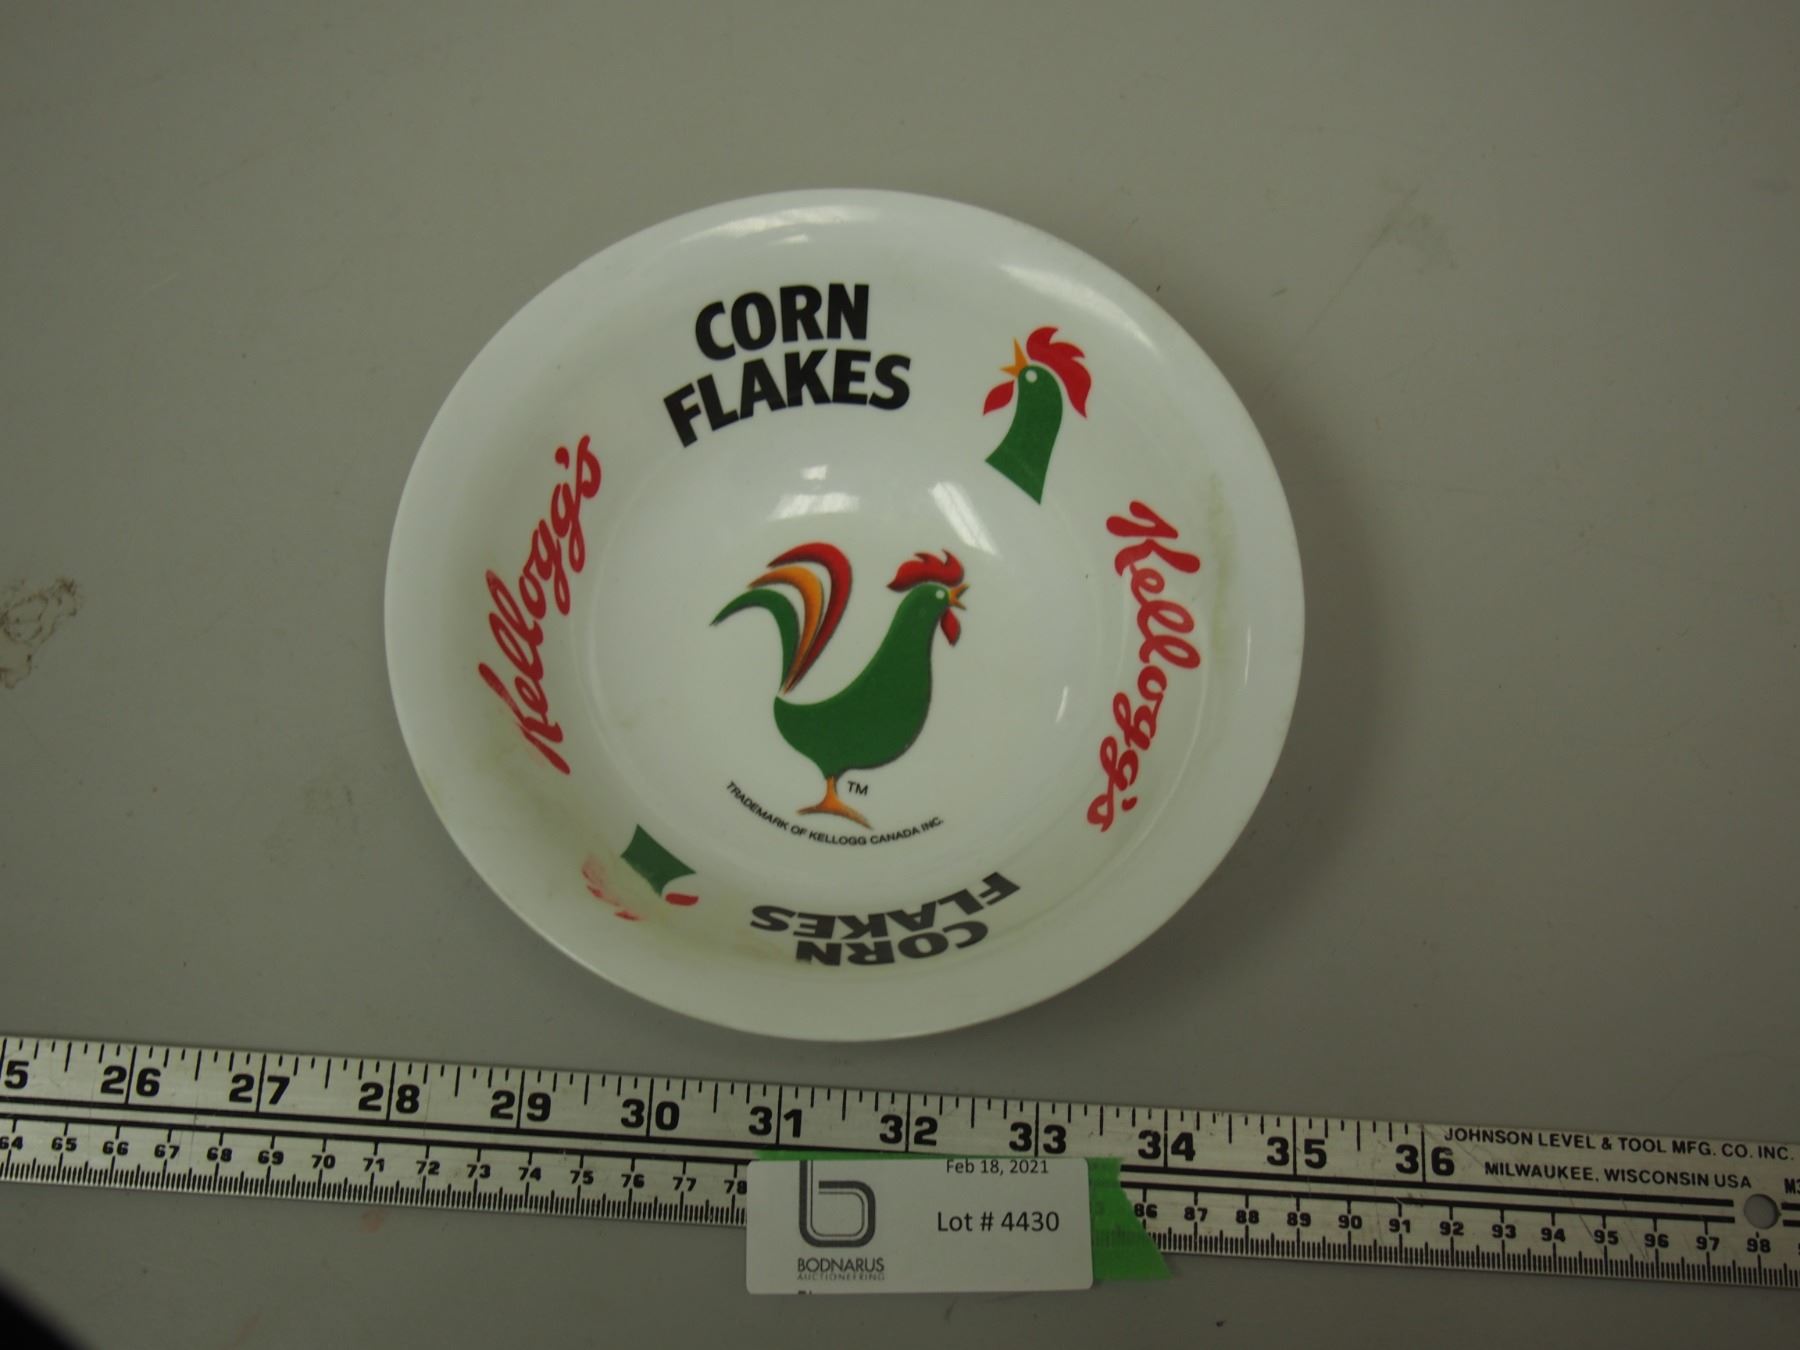 CORN
FLAKES
Kellogg's
Kellogg's
TM
TRADEMARK OF KELLOGG CANADA INC.
CORN
FLAKES
5 26 27 28 29 30 31 32 33 34 35 36
JOHNSON LEVEL & TOOL MFG. CO. INC.
MILWAUKEE, WISCONSIN USA
64 65 66 67 68 69 70 71 72 73 74 75 76 77 78 86 87 88 89 90 91 92 93 94 95 96 97 98
Feb 18, 2021
Lot # 4430
BODNARUS
AUCTIONEERING